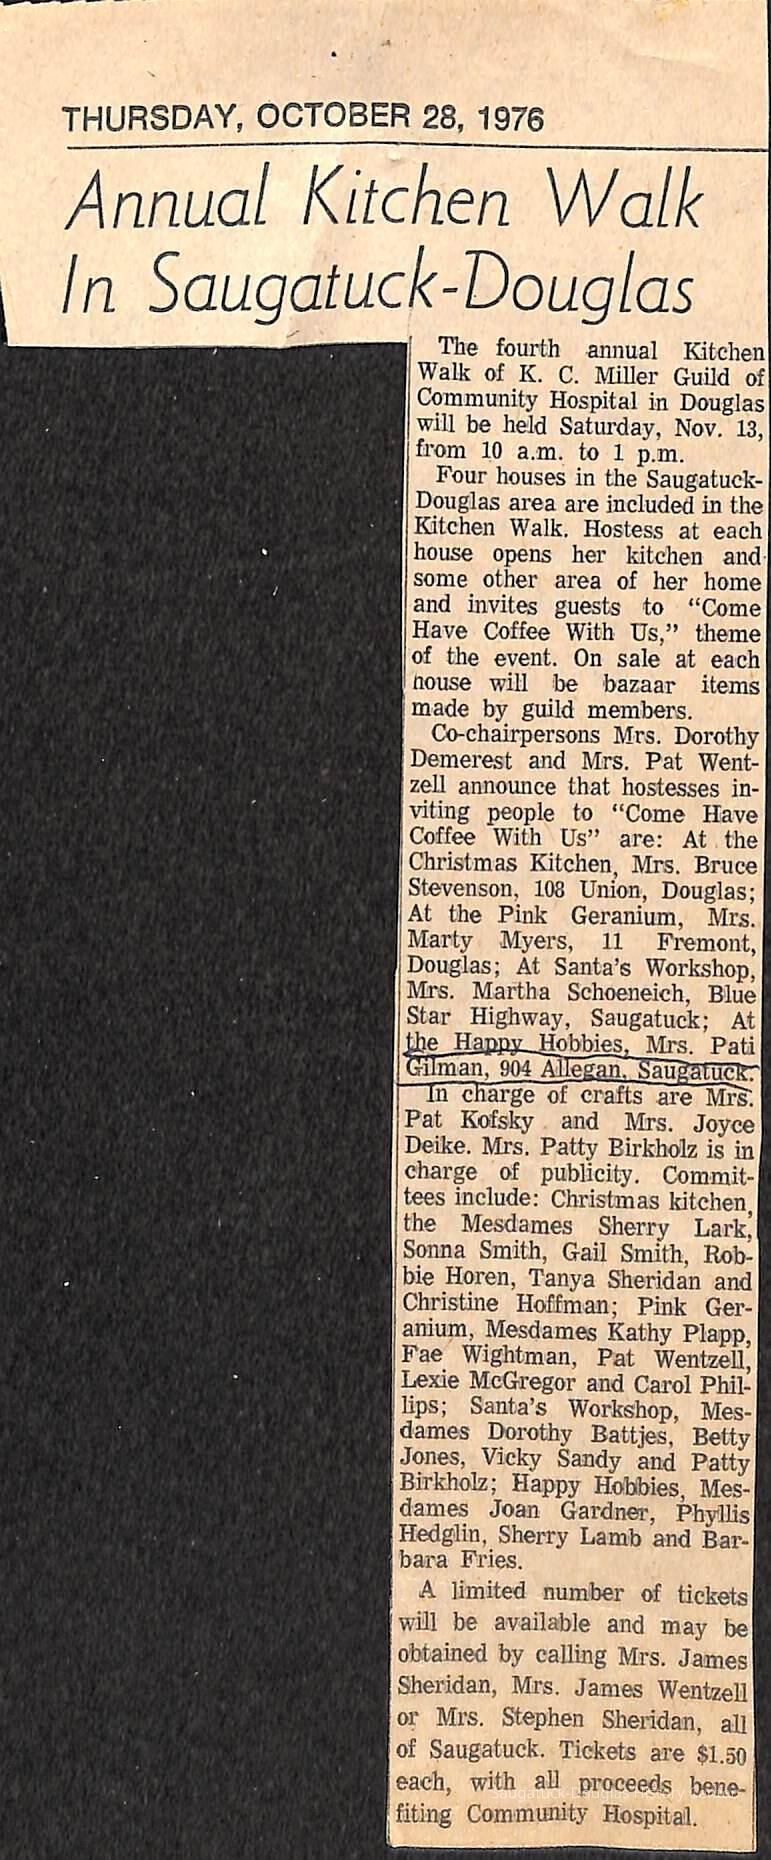 THURSDAY, OCTOBER 28, 1976
Annual Kitchen Walk
In Saugatuck-Douglas
The fourth annual Kitchen
Walk of K. C. Miller Guild of
Community Hospital in Douglas
will be held Saturday, Nov. 13,
from 10 a.m. to 1 p.m.
Four houses in the Saugatuck-
Douglas area are included in the
Kitchen Walk. Hostess at each
house opens her kitchen and
some other area of her home
and invites guests to “Come
Have Coffee With Us,” theme
of the event. On sale at each
house will be bazaar items
made by guild members.
Co-chairpersons Mrs. Dorothy
Demerest and Mrs. Pat Went-
zell announce that hostesses in-
viting people to “Come Have
Coffee With Us” are: At the
Christmas Kitchen, Mrs. Bruce
Stevenson, 108 Union, Douglas;
At the Pink Geranium, Mrs.
Marty Myers, 11 Fremont,
Douglas; At Santa’s Workshop,
Mrs. Martha Schoeneich, Blue
Star Highway, Saugatuck; At
the Happy Hobbies, Mrs. Pati
Gilman, 904 Allegan, Saugatuck.
In charge of crafts are Mrs.
Pat Kofsky and Mrs. Joyce
Deike. Mrs. Patty Birkholz is in
charge of publicity. Commit-
tees include: Christmas kitchen,
the Mesdames Sherry Lark,
Sonna Smith, Gail Smith, Rob-
bie Horen, Tanya Sheridan and
Christine Hoffman; Pink Ger-
anium, Mesdames Kathy Plapp,
Fae Wightman, Pat Wentzell,
Lexie McGregor and Carol Phil-
lips; Santa’s Workshop, Mes-
dames Dorothy Battjes, Betty
Jones, Vicky Sandy and Patty
Birkholz; Happy Hobbies, Mes-
dames Joan Gardner, Phyllis
Hedglin, Sherry Lamb and Bar-
bara Fries.
A limited number of tickets
will be available and may be
obtained by calling Mrs. James
Sheridan, Mrs. James Wentzell
or Mrs. Stephen Sheridan, all
of Saugatuck. Tickets are $1.50
each, with all proceeds bene-
fiting Community Hospital.